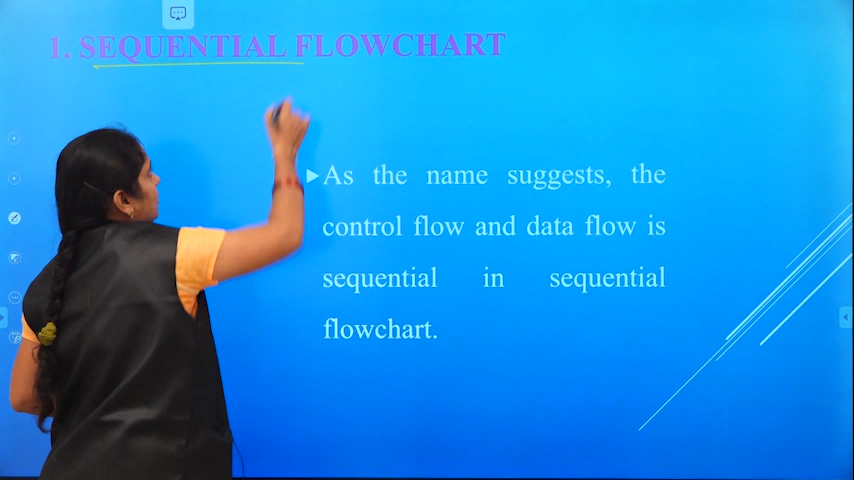 1. SEQUENTIAL FLOWCHART
As the name suggests, the
control flow and data flow is
sequential in sequential
flowchart.